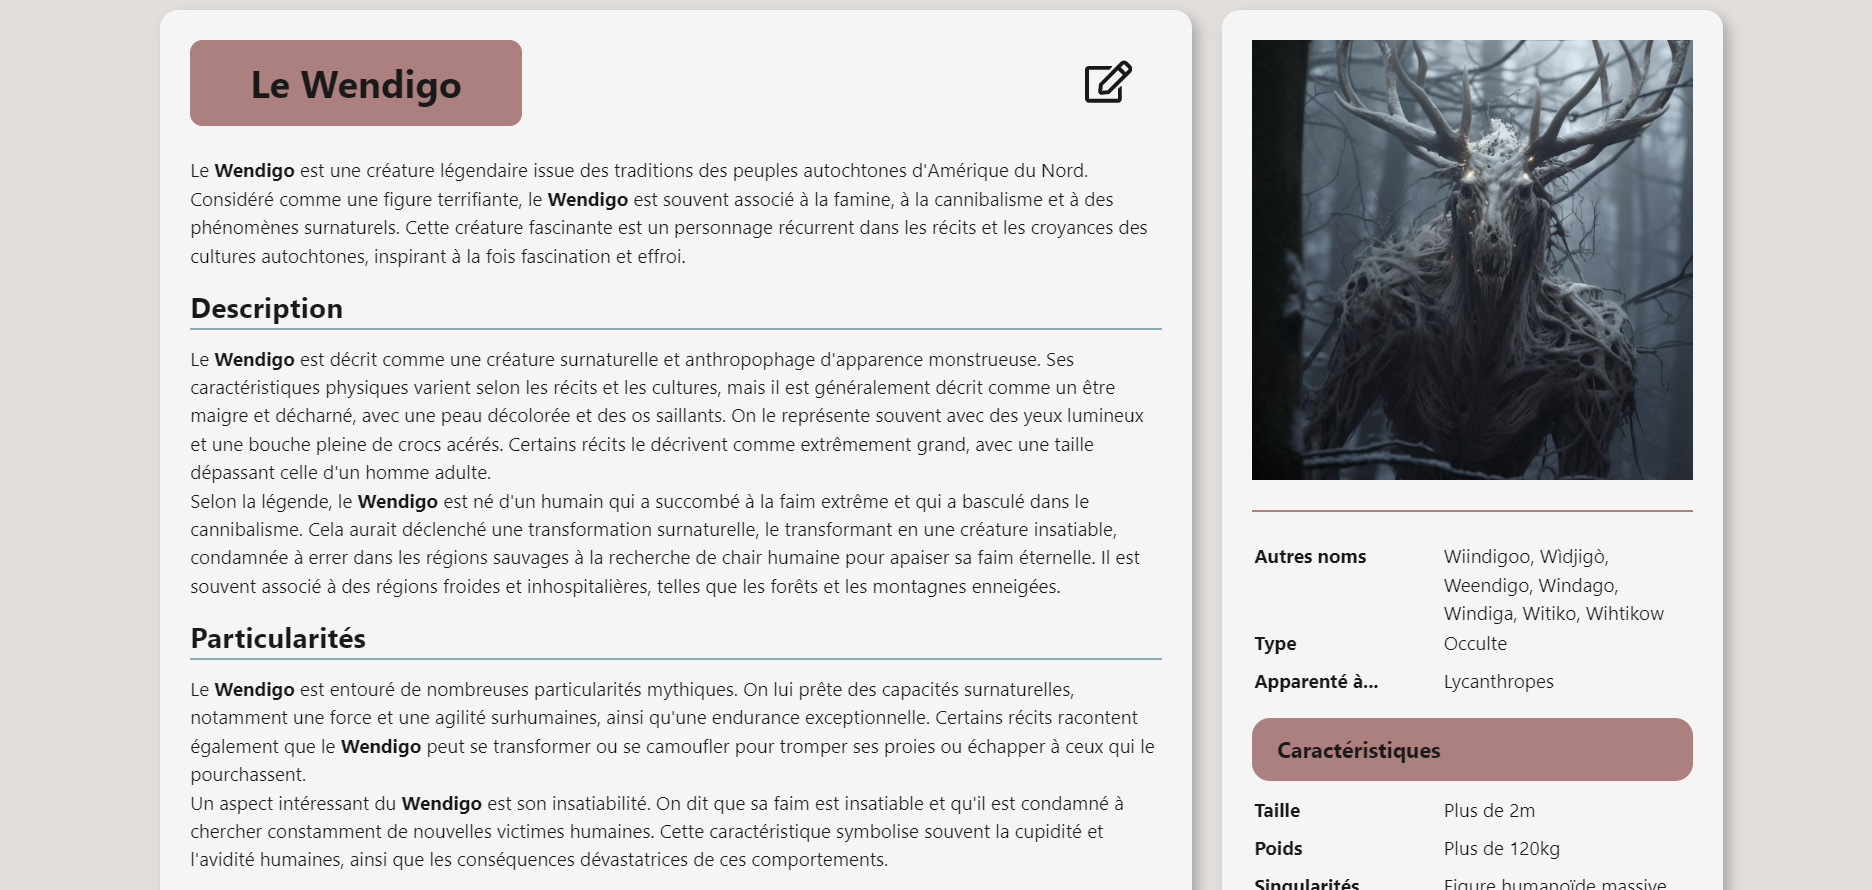 Le Wendigo
Le Wendigo est une créature légendaire issue des traditions des peuples autochtones d'Amérique du Nord.
Considéré comme une figure terrifiante, le Wendigo est souvent associé à la famine, à la cannibalisme et à des
phénomènes surnaturels. Cette créature fascinante est un personnage récurrent dans les récits et les croyances des
cultures autochtones, inspirant à la fois fascination et effroi.
Description
Le Wendigo est décrit comme une créature surnaturelle et anthropophage d'apparence monstrueuse. Ses
caractéristiques physiques varient selon les récits et les cultures, mais il est généralement décrit comme un être
maigre et décharné, avec une peau décolorée et des os saillants. On le représente souvent avec des yeux lumineux
et une bouche pleine de crocs acérés. Certains récits le décrivent comme extrêmement grand, avec une taille
dépassant celle d'un homme adulte.
Selon la légende, le Wendigo est né d'un humain qui a succombé à la faim extrême et qui a basculé dans le
cannibalisme. Cela aurait déclenché une transformation surnaturelle, le transformant en une créature insatiable,
condamnée à errer dans les régions sauvages à la recherche de chair humaine pour apaiser sa faim éternelle. Il est
souvent associé à des régions froides et inhospitalières, telles que les forêts et les montagnes enneigées.
Particularités
Le Wendigo est entouré de nombreuses particularités mythiques. On lui prête des capacités surnaturelles,
notamment une force et une agilité surhumaines, ainsi qu'une endurance exceptionnelle. Certains récits racontent
également que le Wendigo peut se transformer ou se camoufler pour tromper ses proies ou échapper à ceux qui le
pourchassent.
Un aspect intéressant du Wendigo est son insatiabilité. On dit que sa faim est insatiable et qu'il est condamné à
chercher constamment de nouvelles victimes humaines. Cette caractéristique symbolise souvent la cupidité et
l'avidité humaines, ainsi que les conséquences dévastatrices de ces comportements.
Autres noms Wiindigoo, Wìdjigò,
Weendigo, Windago,
Windiga, Witiko, Wihtikow
Type Occulte
Apparenté à... Lycanthropes
Caractéristiques
Taille Plus de 2m
Poids Plus de 120kg
Singularités Figure humanoïde massive